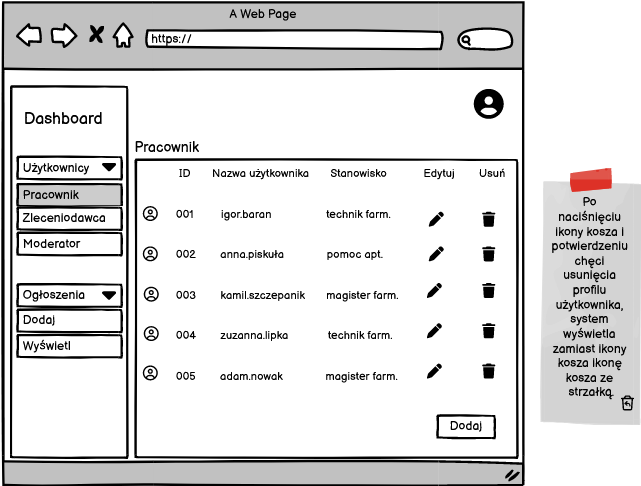 A Web Page
https://
Dashboard
Użytkownicy
Pracownik
Zleceniodawca
Moderator
Ogłoszenia
Dodaj
Wyświetl
Pracownik
ID Nazwa użytkownika Stanowisko Edytuj Usuń
001 igor.baran technik farm.
002 anna.piskuła pomoc apt.
003 kamil.szczepanik magister farm.
004 zuzanna.lipka technik farm.
005 adam.nowak magister farm.
Dodaj
Po
naciśnięciu
ikony kosza i
potwierdzeniu
chęci
usunięcia
profilu
użytkownika,
system
wyświetla
zamiast ikony
kosza ikonę
kosza ze
strzałką.